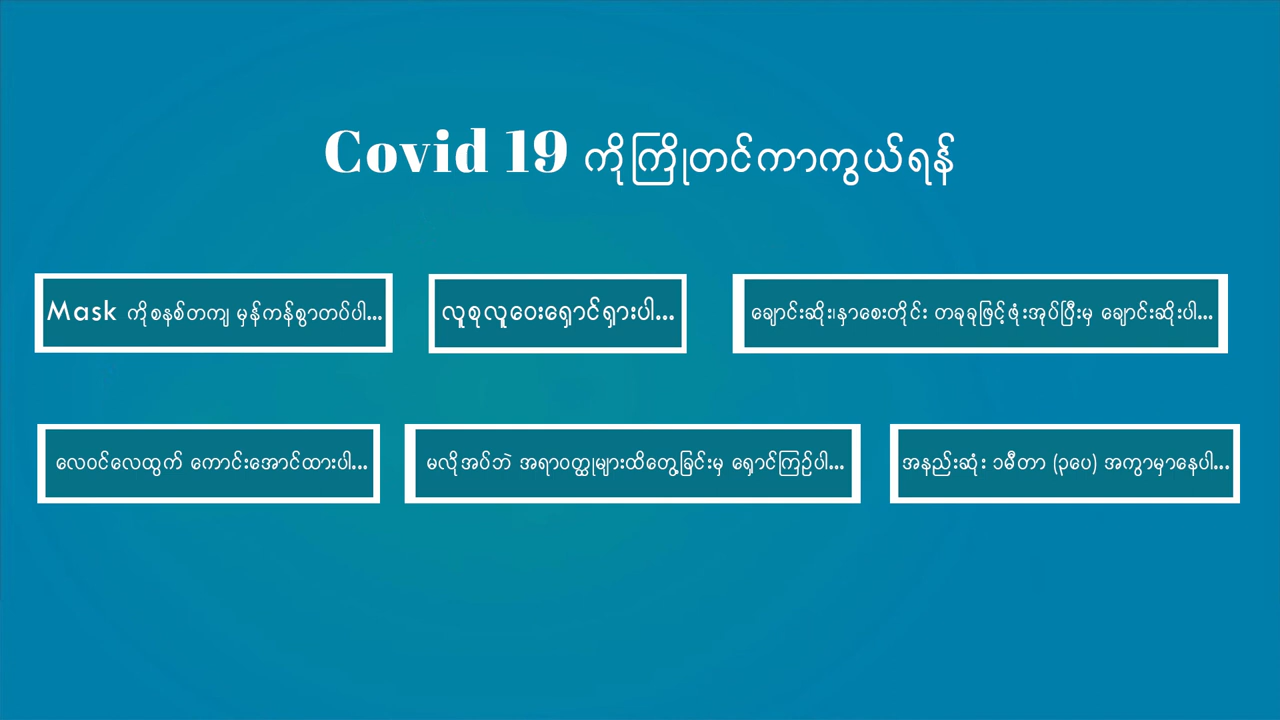 Covid 19 ကိုကြိုတင်ကာကွယ်ရန်
Mask ကိုစနစ်တကျ မှန်ကန်စွာတပ်ပါ...
လူစုလူဝေးရှောင်ရှားပါ...
ချောင်းဆိုး၊နှာစေးတိုင်း တခုခုဖြင့်ဖုံးအုပ်ပြီးမှ ချောင်းဆိုးပါ...
လေဝင်လေထွက် ကောင်းအောင်ထားပါ...
မလိုအပ်ဘဲ အရာဝတ္ထုများထိတွေ့ခြင်းမှ ရှောင်ကြဉ်ပါ...
အနည်းဆုံး ၁မီတာ (၃ပေ) အကွာမှာနေပါ...